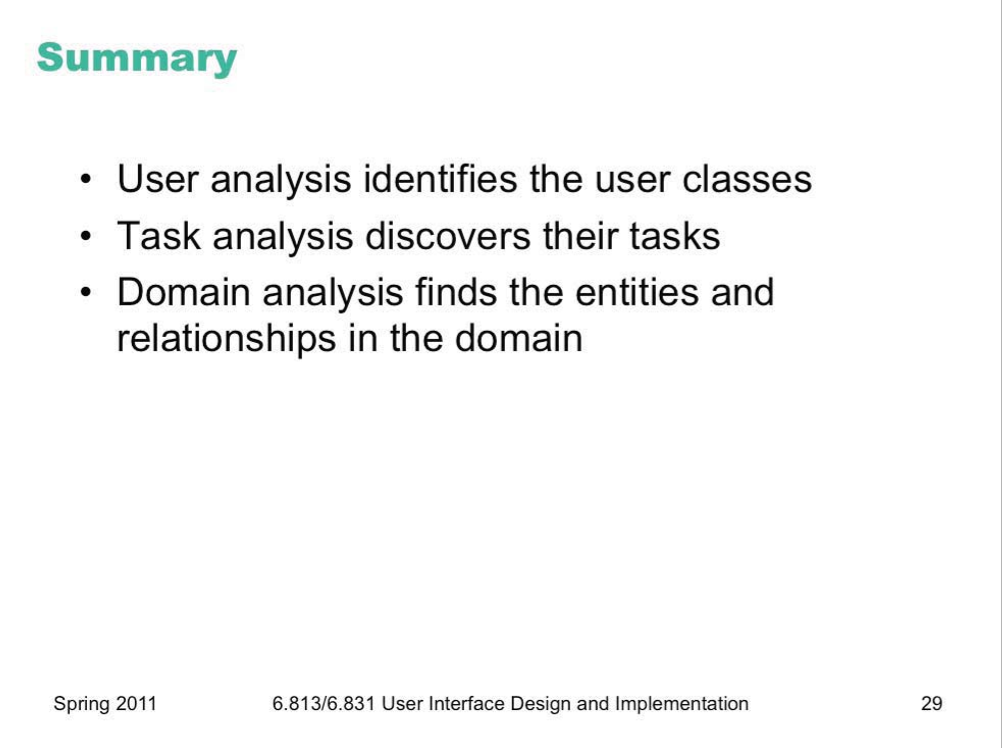 Summary
• User analysis identifies the user classes
• Task analysis discovers their tasks
• Domain analysis finds the entities and
relationships in the domain
Spring 2011 6.813/6.831 User Interface Design and Implementation 29